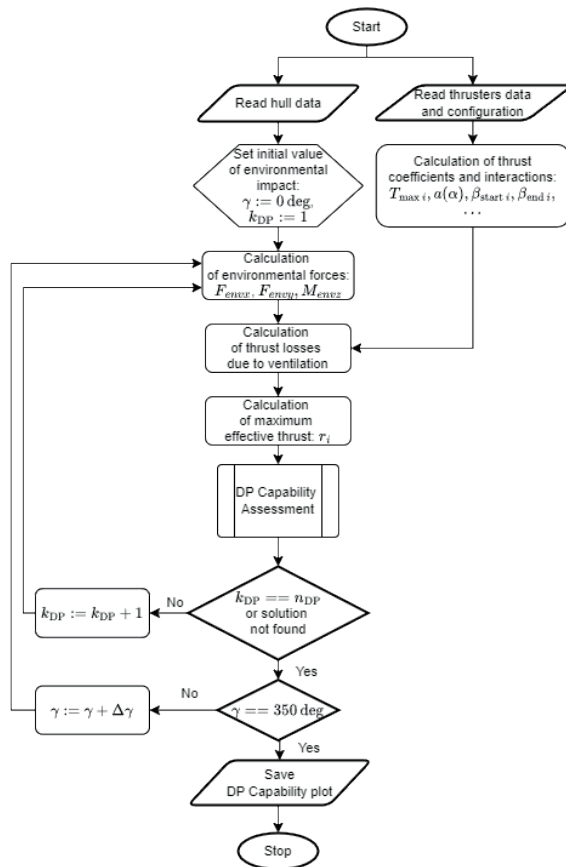 Start
Read hull data
Read thrusters data
and configuration
Set initial value
of environmental
impact:
γ := 0 deg,
k_DP := 1
Calculation of thrust
coefficients and interactions:
T_max i, a(α), β_start i, β_end i,
...
Calculation
of environmental forces:
F_envx, F_envy, M_envz
Calculation
of thrust losses
due to ventilation
Calculation
of maximum
effective thrust: r_i
DP Capability
Assessment
k_DP == n_DP
or solution
not found
No
k_DP := k_DP + 1
Yes
γ == 350 deg
No
γ := γ + Δγ
Yes
Save
DP Capability plot
Stop